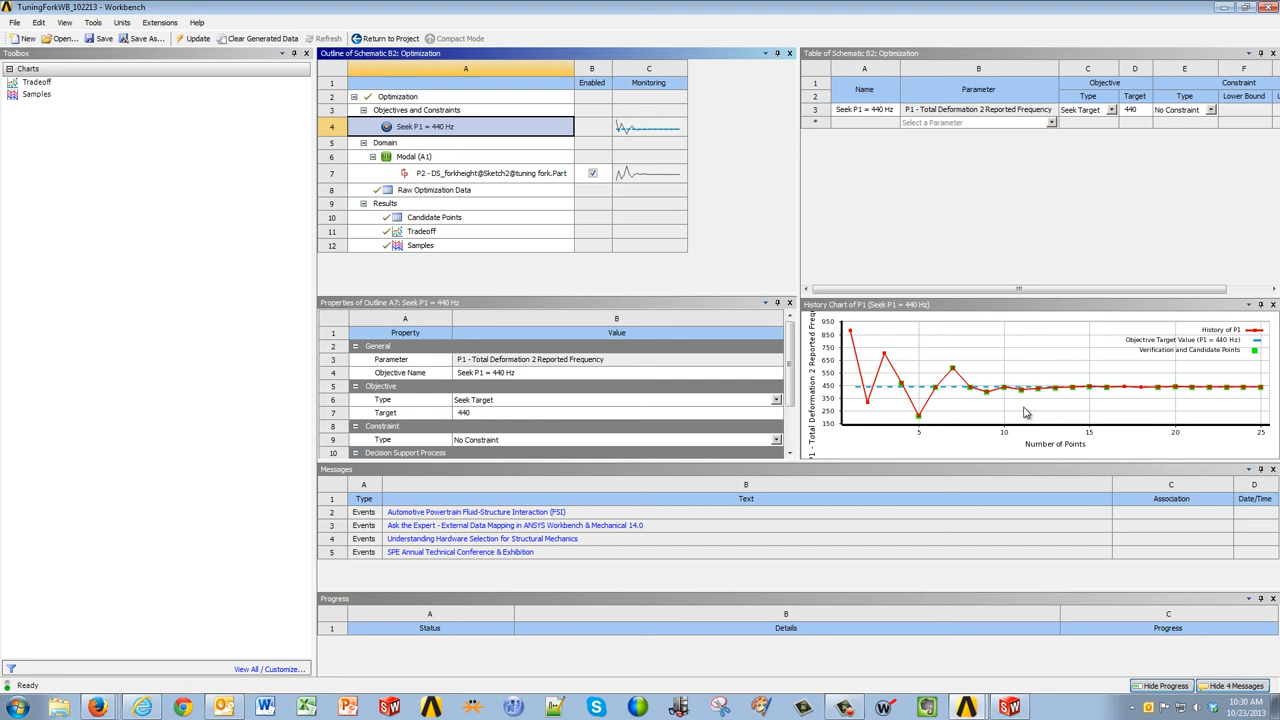 TuningForkWB_102213 - Workbench
File Edit View Tools Units Extensions Help
New Open... Save Save As... Update Clear Generated Data Refresh Return to Project Compact Mode
Toolbox
Charts
Tradeoff
Samples
View All / Customize...
Outline of Schematic B2: Optimization
A B C
1 Enabled Monitoring
2 Optimization
3 Objectives and Constraints
4 Seek P1 = 440 Hz
5 Domain
6 Modal (A1)
7 P2 - DS_forkheight@Sketch2@tuning fork.Part
8 Raw Optimization Data
9 Results
10 Candidate Points
11 Tradeoff
12 Samples
Properties of Outline A7: Seek P1 = 440 Hz
A B
1 Property Value
2 General
3 Parameter P1 - Total Deformation 2 Reported Frequency
4 Objective Name Seek P1 = 440 Hz
5 Objective
6 Type Seek Target
7 Target 440
8 Constraint
9 Type No Constraint
10 Decision Support Process
Table of Schematic B2: Optimization
A B C D E F
1 Name Parameter Objective Constraint
2 Type Target Type Lower Bound
3 Seek P1 = 440 Hz P1 - Total Deformation 2 Reported Frequency Seek Target 440 No Constraint
* Select a Parameter
History Chart of P1 (Seek P1 = 440 Hz)
P1 - Total Deformation 2 Reported Frequency
950
850
750
650
550
450
350
250
150
History of P1
Objective Target Value (P1 = 440 Hz)
Verification and Candidate Points
5 10 15 20 25
Number of Points
Messages
A B C D
1 Type Text Association Date/Time
2 Events Automotive Powertrain Fluid-Structure Interaction (FSI)
3 Events Ask the Expert - External Data Mapping in ANSYS Workbench & Mechanical 14.0
4 Events Understanding Hardware Selection for Structural Mechanics
5 Events SPE Annual Technical Conference & Exhibition
Progress
A B C
1 Status Details Progress
Ready
Hide Progress Hide 4 Messages
10:30 AM
10/23/2013